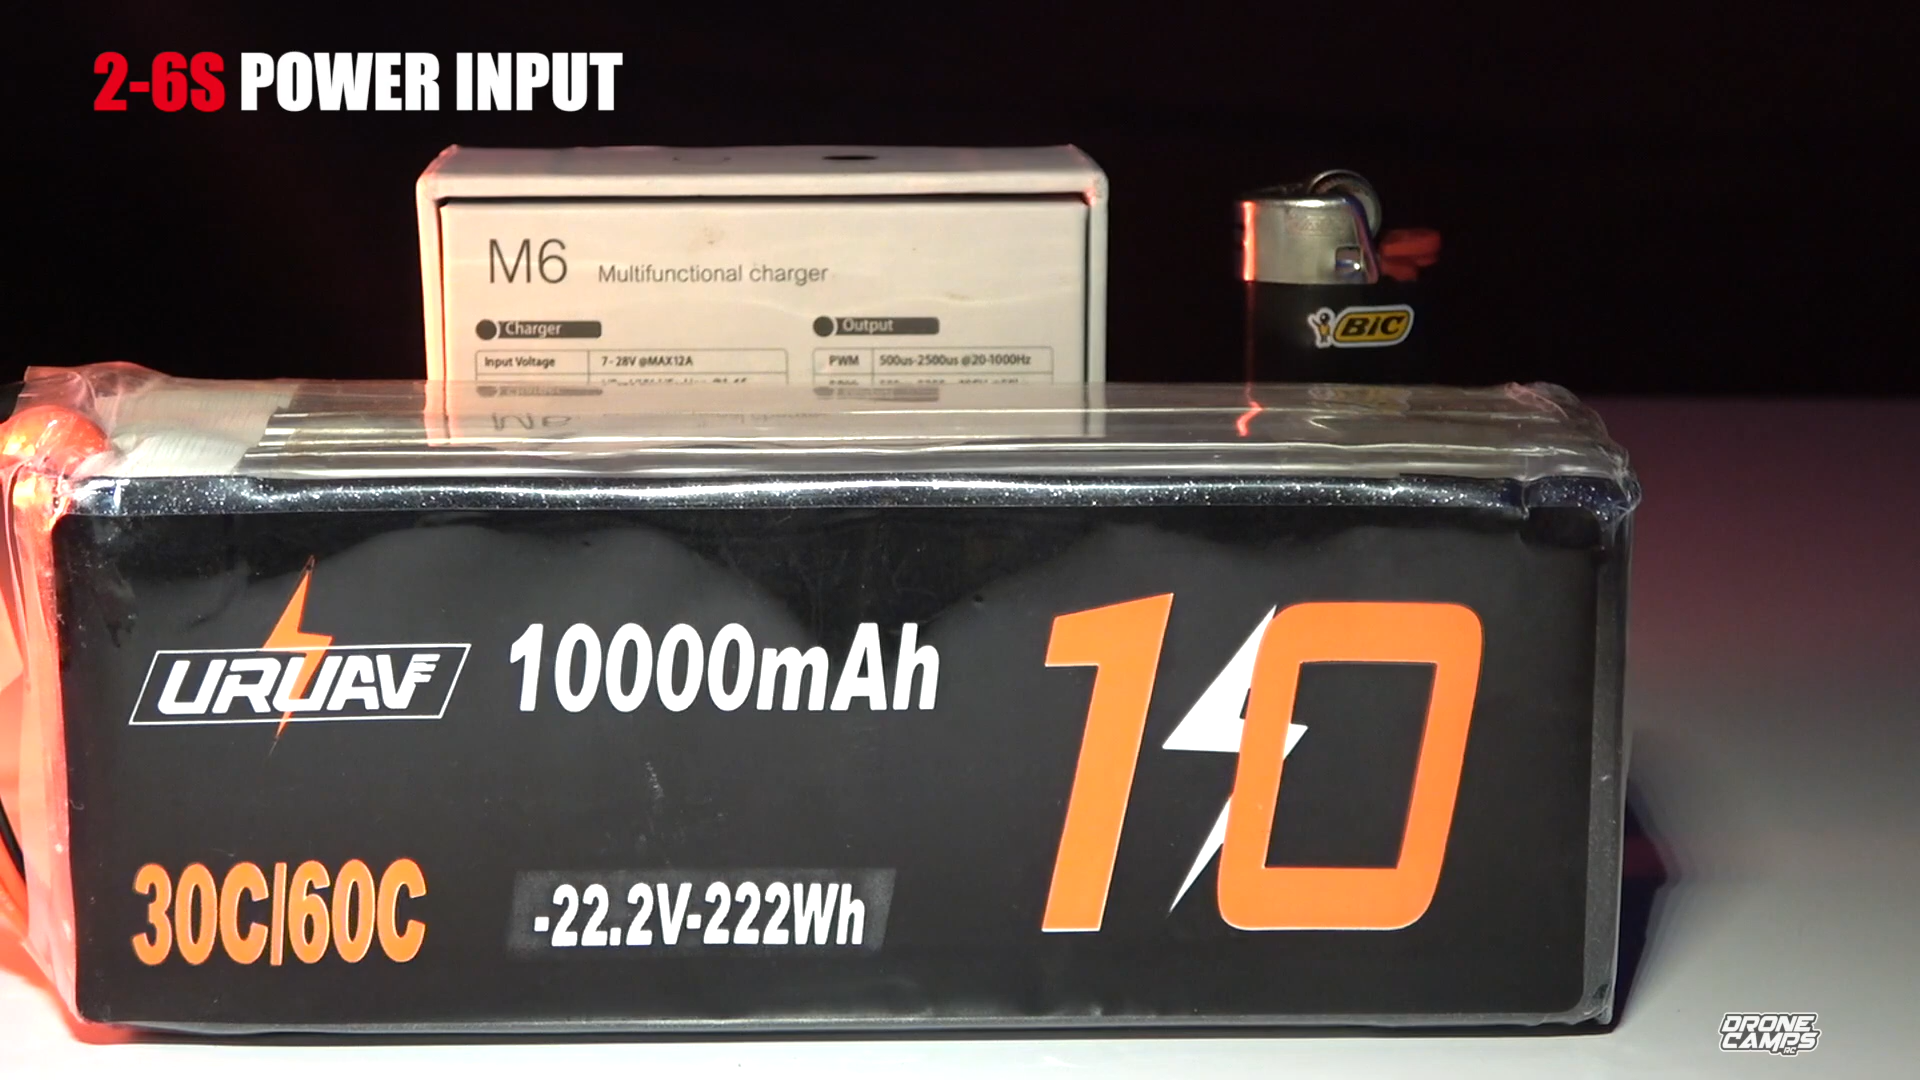 2-6S POWER INPUT
M6 Multifunctional charger
Charger
Output
Input Voltage 7-28V @MAX12A
PWM 500us-2500us @20-1000Hz
BiC
URUAV
10000mAh
10
30C/60C
-22.2V-222Wh
DRONE
CAMPS
RC